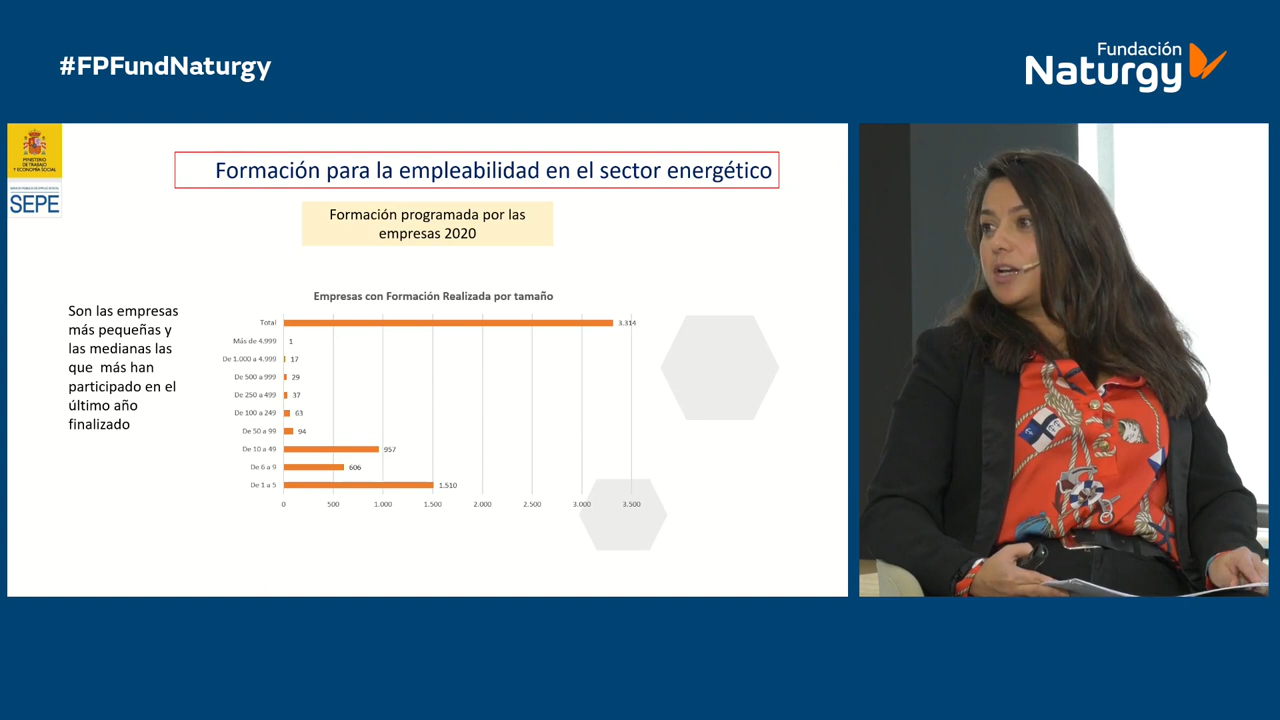 #FPFundNaturgy
Fundación
Naturgy
MINISTERIO
DE TRABAJO
Y ECONOMÍA SOCIAL
SEPE
Formación para la empleabilidad en el sector energético
Formación programada por las
empresas 2020
Son las empresas
más pequeñas y
las medianas las
que más han
participado en el
último año
finalizado
Empresas con Formación Realizada por tamaño
Total 3.314
Más de 4.999 1
De 1.000 a 4.999 17
De 500 a 999 29
De 250 a 499 37
De 100 a 249 63
De 50 a 99 94
De 10 a 49 957
De 6 a 9 606
De 1 a 5 1.510
0 500 1.000 1.500 2.000 2.500 3.000 3.500